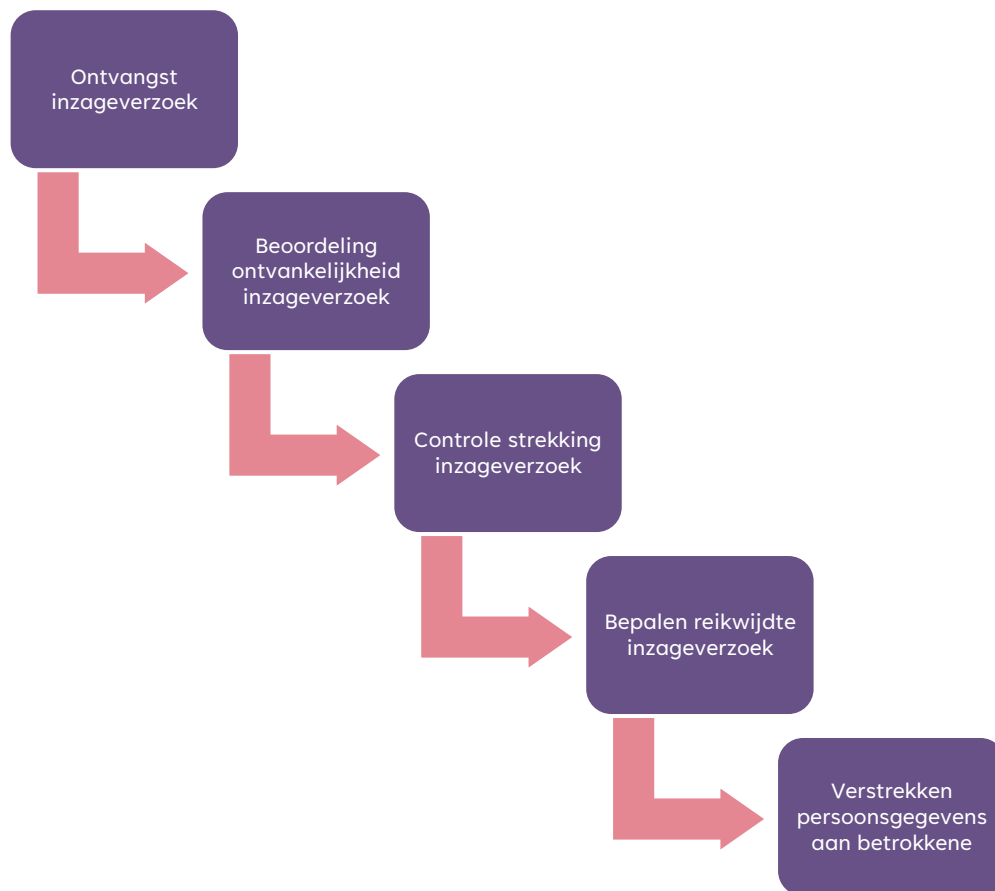 Ontvangst
inzageverzoek
Beoordeling
ontvankelijkheid
inzageverzoek
Controle strekking
inzageverzoek
Bepalen reikwijdte
inzageverzoek
Verstrekken
persoonsgegevens
aan betrokkene